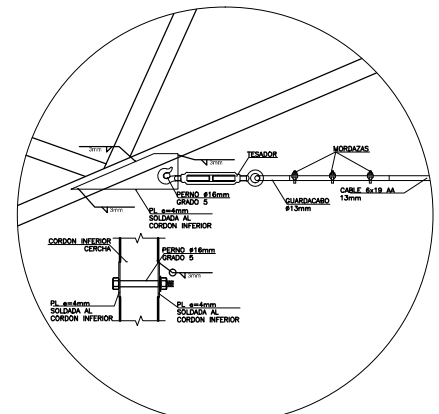 3mm
3mm
3mm
TESADOR
MORDAZAS
PERNO Ø16mm
GRADO 5
GUARDACABO
Ø13mm
CABLE 6x19 AA
13mm
PL e=4mm
SOLDADA AL
CORDON INFERIOR
CORDON INFERIOR
CERCHA
PERNO Ø16mm
GRADO 5
3mm
PL e=4mm
SOLDADA AL
CORDON INFERIOR
PL e=4mm
SOLDADA AL
CORDON INFERIOR